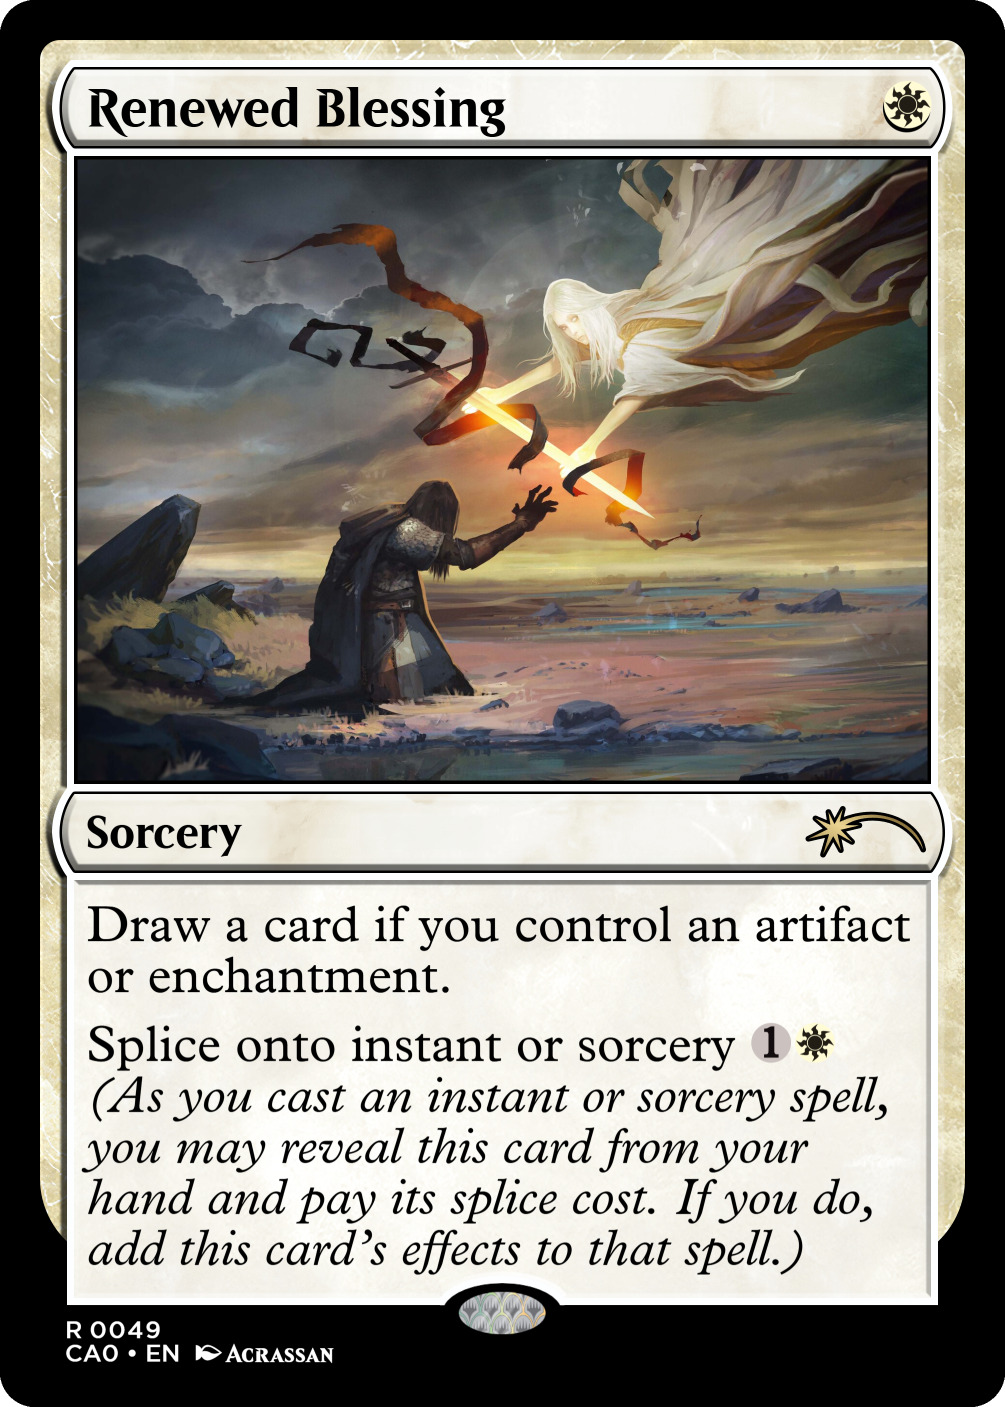 Renewed Blessing
Sorcery
Draw a card if you control an artifact
or enchantment.
Splice onto instant or sorcery 1
(As you cast an instant or sorcery spell,
you may reveal this card from your
hand and pay its splice cost. If you do,
add this card's effects to that spell.)
R 0049
CAO • EN Acrassan